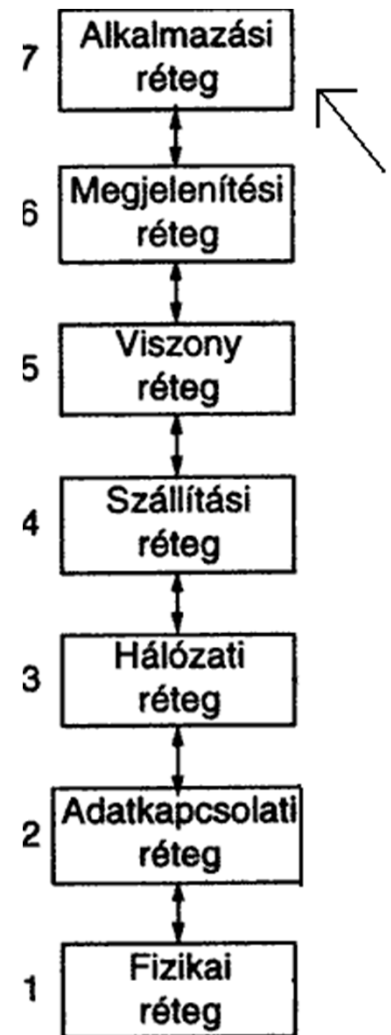 7 Alkalmazási
réteg
6 Megjelenítési
réteg
5 Viszony
réteg
4 Szállítási
réteg
3 Hálózati
réteg
2 Adatkapcsolati
réteg
1 Fizikai
réteg